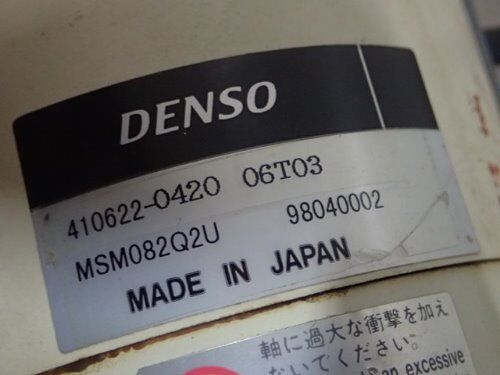 DENSO
410622-0420 06T03
MSM082Q2U 98040002
MADE IN JAPAN
軸に過大な衝撃を加え
ないでください。
an excessive